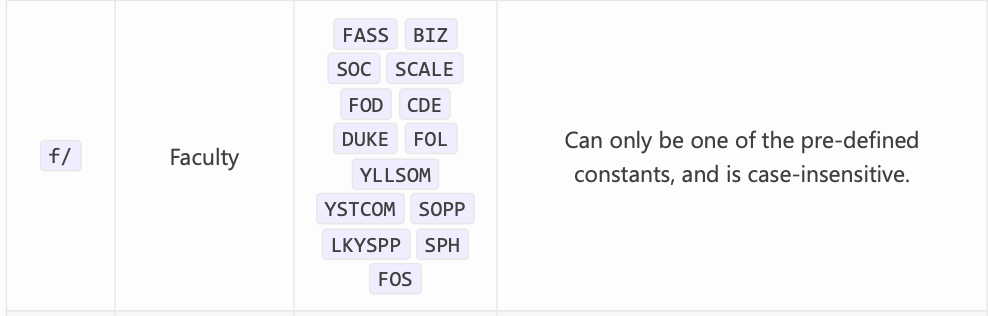 f/
Faculty
FASS BIZ
SOC SCALE
FOD CDE
DUKE FOL
YLLSOM
YSTCOM SOPP
LKYSPP SPH
FOS
Can only be one of the pre-defined
constants, and is case-insensitive.